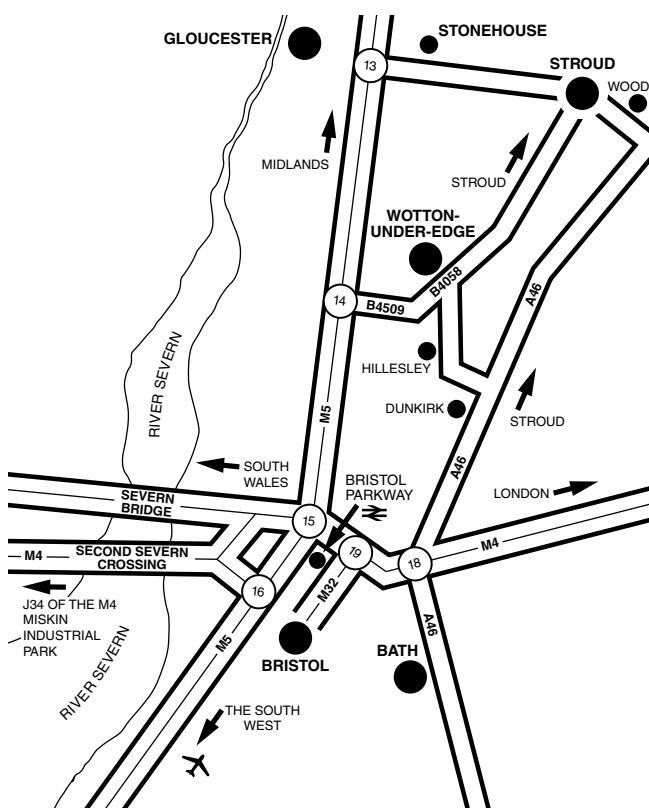 GLOUCESTER
STONEHOUSE
13
STROUD
WOOD
MIDLANDS
STROUD
WOTTON-
UNDER-EDGE
B4058
14
B4509
A46
RIVER SEVERN
HILLESLEY
DUNKIRK
M5
STROUD
A46
SOUTH
WALES
BRISTOL
PARKWAY
LONDON
SEVERN
BRIDGE
15
M4
SECOND SEVERN
CROSSING
19
18
M4
16
M32
J34 OF THE M4
MISKIN
INDUSTRIAL
PARK
M5
A46
RIVER SEVERN
BRISTOL
BATH
THE SOUTH
WEST